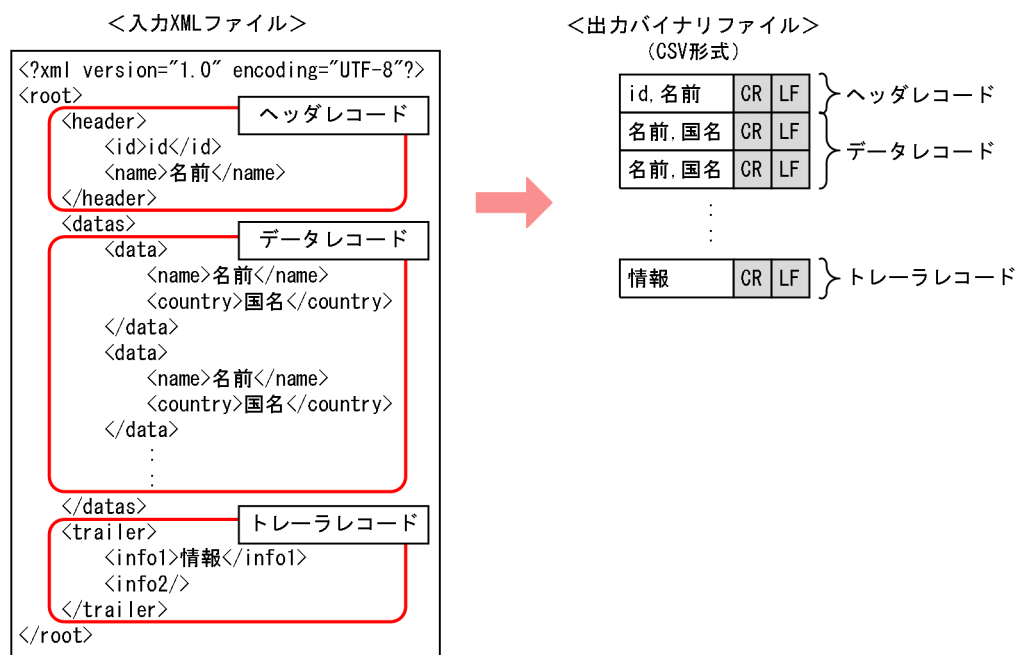 ＜入力XMLファイル＞
<?xml version="1.0" encoding="UTF-8"?>
<root>
ヘッダレコード
<header>
<id>id</id>
<name>名前</name>
</header>
<datas>
データレコード
<data>
<name>名前</name>
<country>国名</country>
</data>
<data>
<name>名前</name>
<country>国名</country>
</data>
:
:
</datas>
トレーラレコード
<trailer>
<info1>情報</info1>
<info2/>
</trailer>
</root>
＜出力バイナリファイル＞
(CSV形式)
id,名前 CR LF ヘッダレコード
名前,国名 CR LF
データレコード
名前,国名 CR LF
:
:
情報 CR LF トレーラレコード